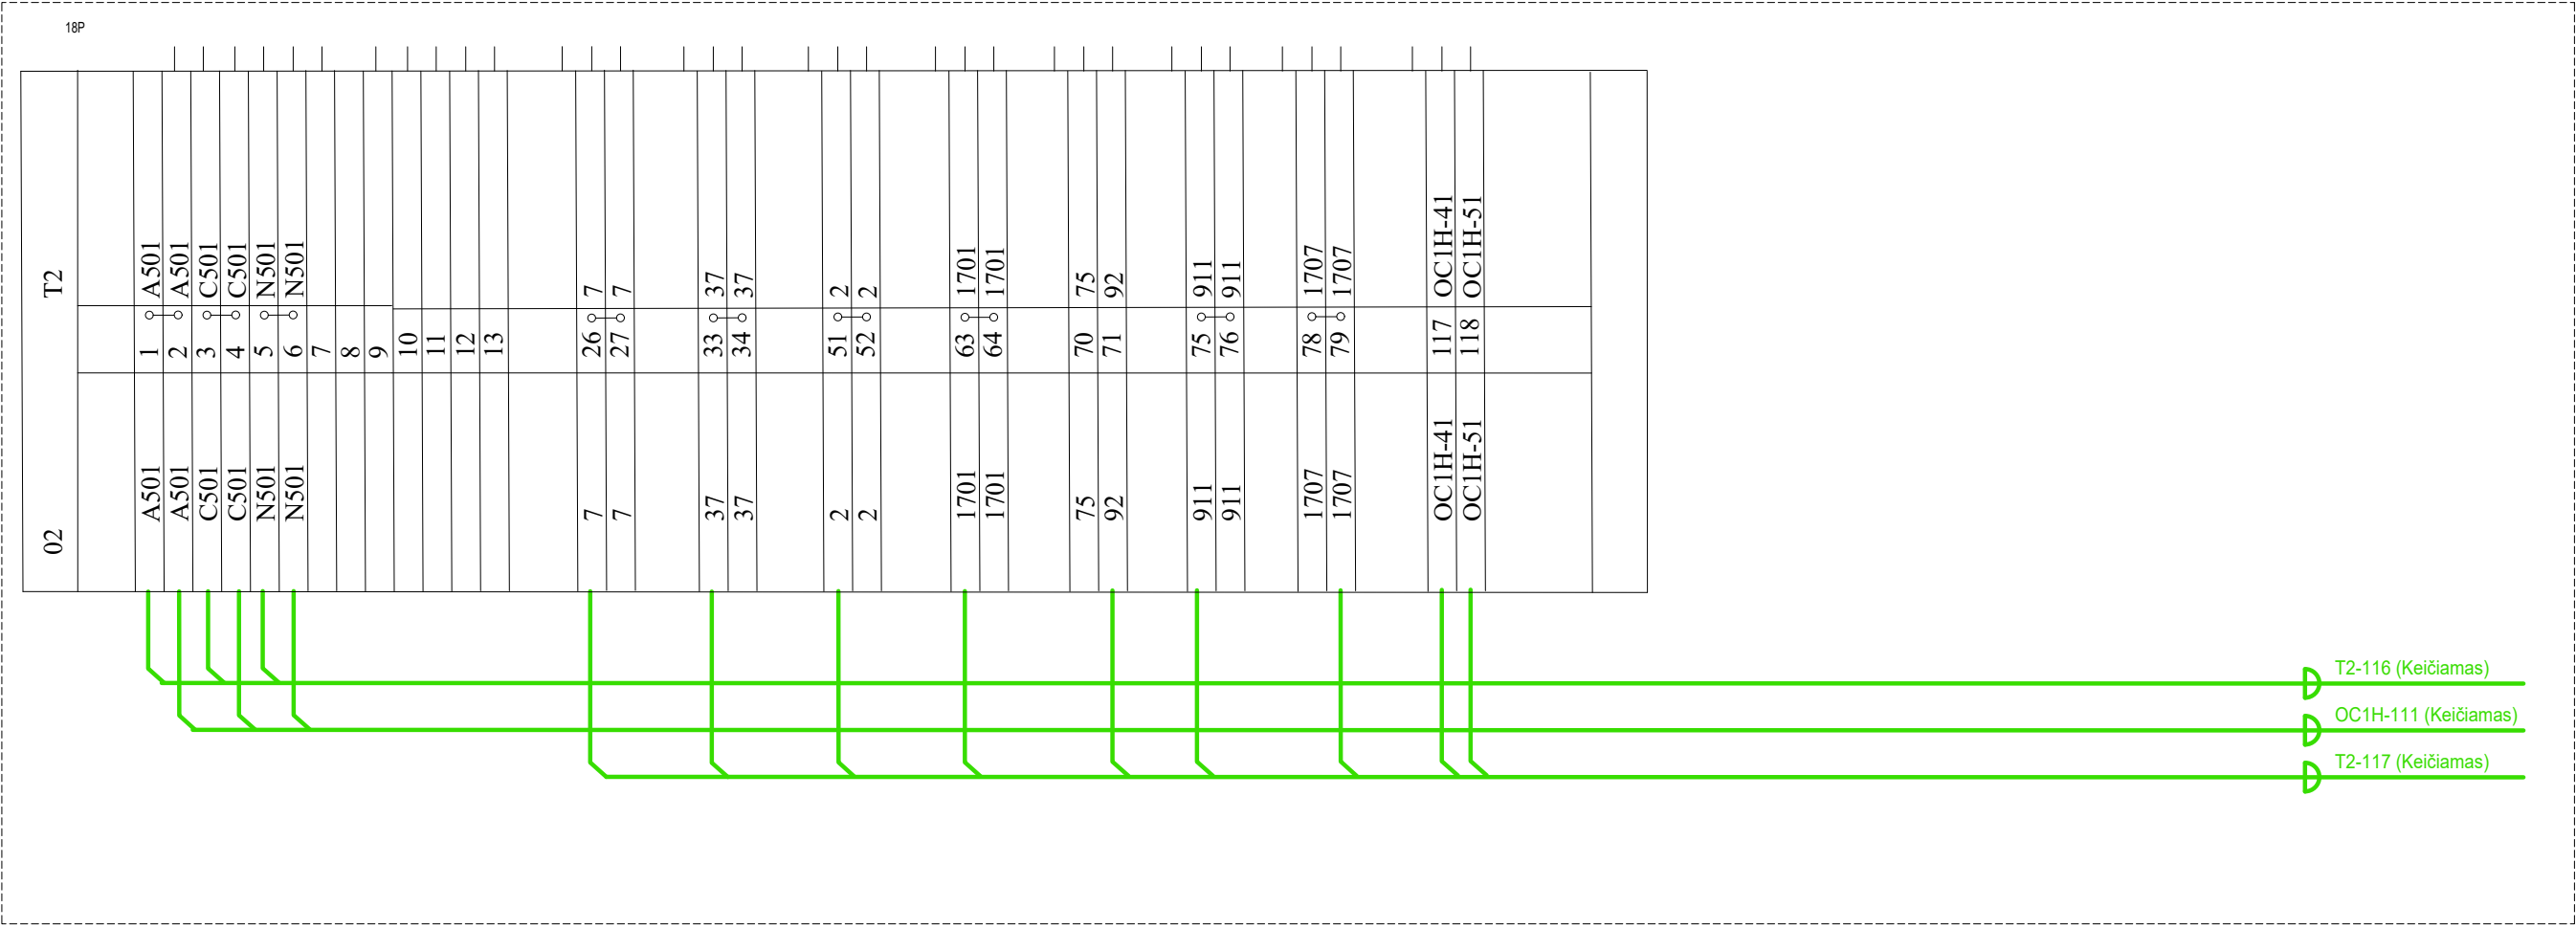 18P
T2
A501 A501 C501 C501 N501 N501 7 7 37 37 2 2 1701 1701 75 92 911 911 1707 1707 OC1H-41 OC1H-51
1 2 3 4 5 6 7 8 9 10 11 12 13 26 27 33 34 51 52 63 64 70 71 75 76 78 79 117 118
02
A501 A501 C501 C501 N501 N501 7 7 37 37 2 2 1701 1701 75 92 911 911 1707 1707 OC1H-41 OC1H-51
T2-116 (Keičiamas)
OC1H-111 (Keičiamas)
T2-117 (Keičiamas)